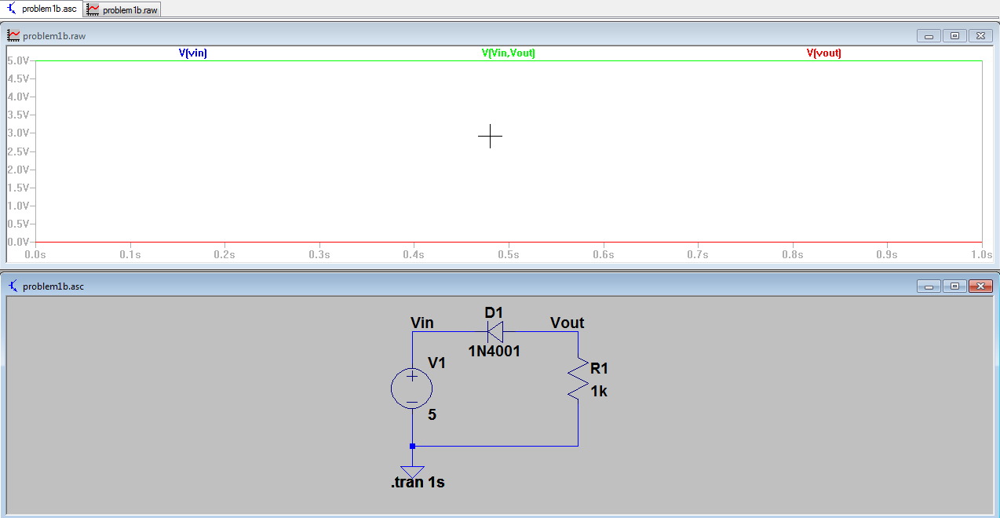 problem1b.asc problem1b.raw
problem1b.raw
V(vin) V(Vin,Vout) V(vout)
5.0V
4.5V
4.0V
3.5V
3.0V
2.5V
2.0V
1.5V
1.0V
0.5V
0.0V
0.0s 0.1s 0.2s 0.3s 0.4s 0.5s 0.6s 0.7s 0.8s 0.9s 1.0s
problem1b.asc
D1
Vin Vout
1N4001
V1 R1
1k
5
.tran 1s